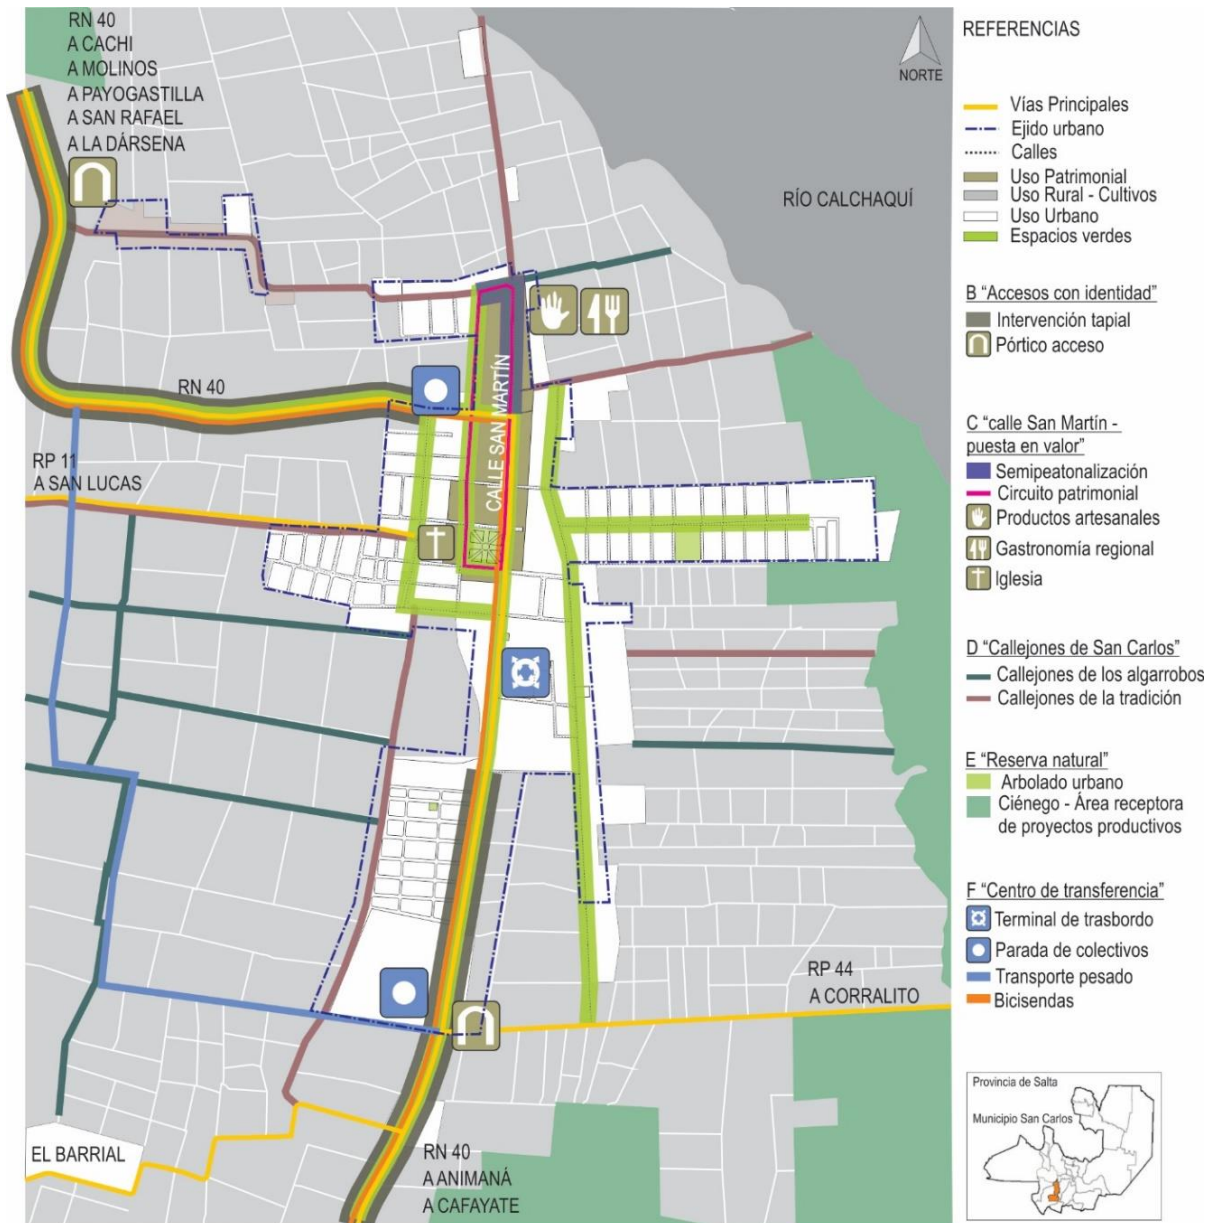 RN 40
A CACHI
A MOLINOS
A PAYOGASTILLA
A SAN RAFAEL
A LA DÁRSENA
NORTE
RÍO CALCHAQUÍ
RN 40
CALLE SAN MARTÍN
RP 11
A SAN LUCAS
RP 44
A CORRALITO
EL BARRIAL
RN 40
A ANIMANÁ
A CAFAYATE
REFERENCIAS
Vías Principales
Ejido urbano
Calles
Uso Patrimonial
Uso Rural - Cultivos
Uso Urbano
Espacios verdes
B "Accesos con identidad"
Intervención tapial
Pórtico acceso
C "calle San Martín -
puesta en valor"
Semipeatonalización
Circuito patrimonial
Productos artesanales
Gastronomía regional
Iglesia
D "Callejones de San Carlos"
Callejones de los algarrobos
Callejones de la tradición
E "Reserva natural"
Arbolado urbano
Ciénego - Área receptora
de proyectos productivos
F "Centro de transferencia"
Terminal de trasbordo
Parada de colectivos
Transporte pesado
Bicisendas
Provincia de Salta
Municipio San Carlos